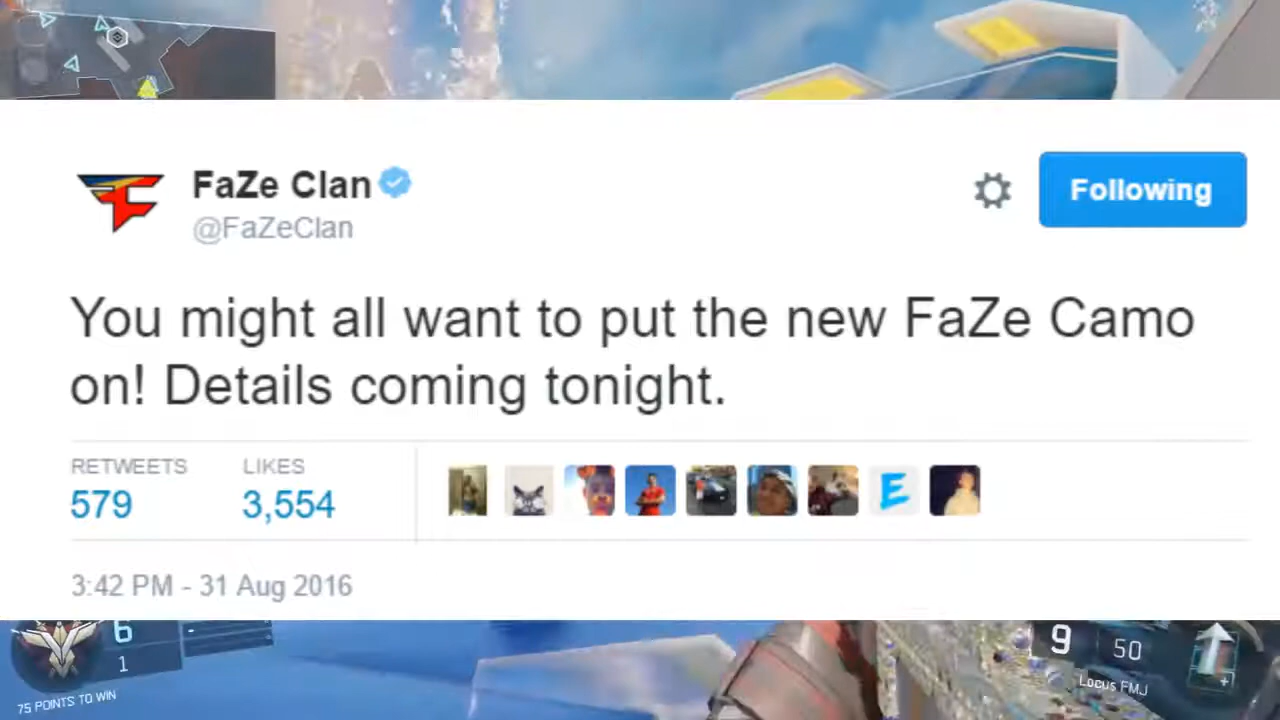 FaZe Clan
@FaZeClan
Following
You might all want to put the new FaZe Camo
on! Details coming tonight.
RETWEETS LIKES
579 3,554
E
3:42 PM - 31 Aug 2016
6
1
75 POINTS TO WIN
9 50
Locus FMJ